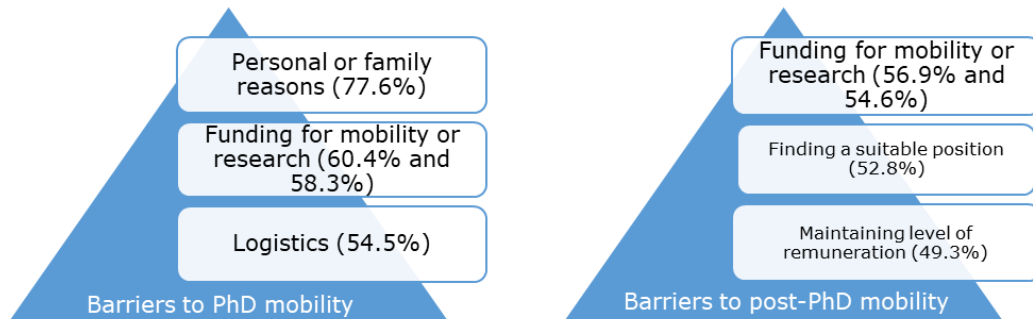 Personal or family
reasons (77.6%)
Funding for mobility or
research (60.4% and
58.3%)
Logistics (54.5%)
Barriers to PhD mobility
Funding for mobility or
research (56.9% and
54.6%)
Finding a suitable position
(52.8%)
Maintaining level of
remuneration (49.3%)
Barriers to post-PhD mobility